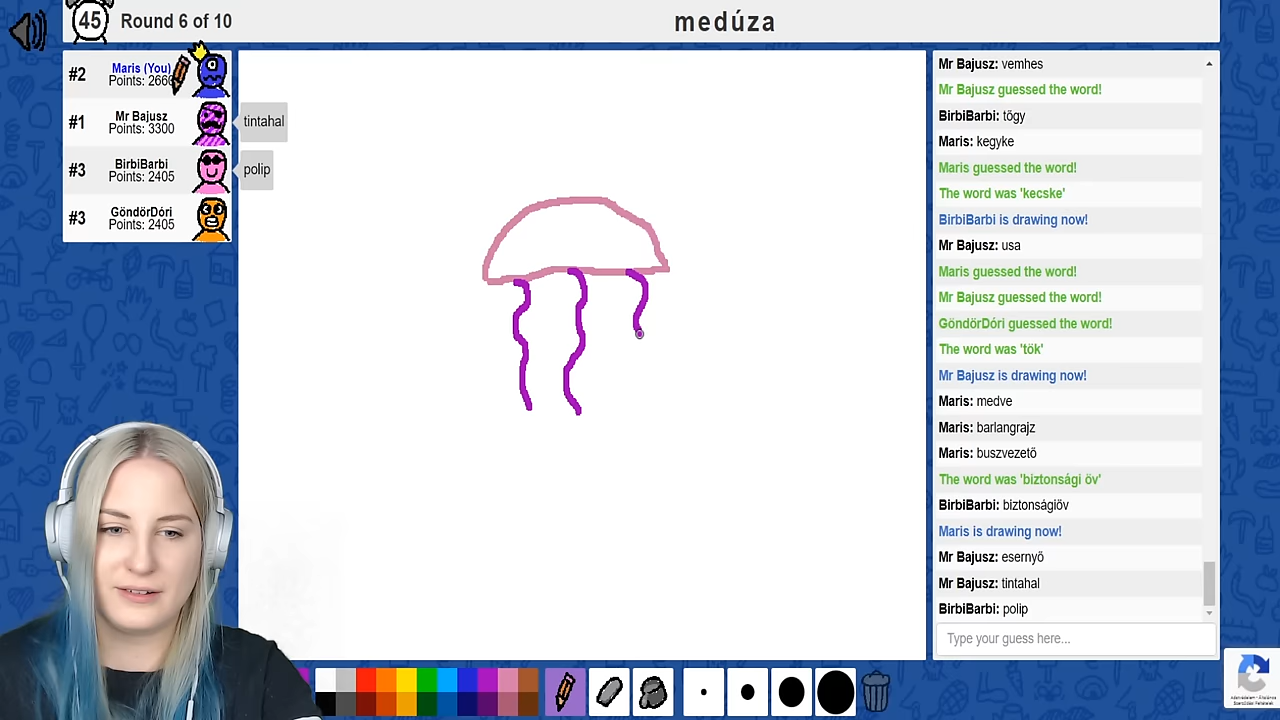 45
Round 6 of 10
medúza
#2
Maris (You)
Points: 2660
#1
Mr Bajusz
Points: 3300
tintahal
#3
BirbiBarbi
Points: 2405
polip
#3
GöndörDóri
Points: 2405
Mr Bajusz: vemhes
Mr Bajusz guessed the word!
BirbiBarbi: tőgy
Maris: kegyke
Maris guessed the word!
The word was 'kecske'
BirbiBarbi is drawing now!
Mr Bajusz: usa
Maris guessed the word!
Mr Bajusz guessed the word!
GöndörDóri guessed the word!
The word was 'tök'
Mr Bajusz is drawing now!
Maris: medve
Maris: barlangrajz
Maris: buszvezető
The word was 'biztonsági öv'
BirbiBarbi: biztonságiöv
Maris is drawing now!
Mr Bajusz: esernyő
Mr Bajusz: tintahal
BirbiBarbi: polip
Type your guess here...